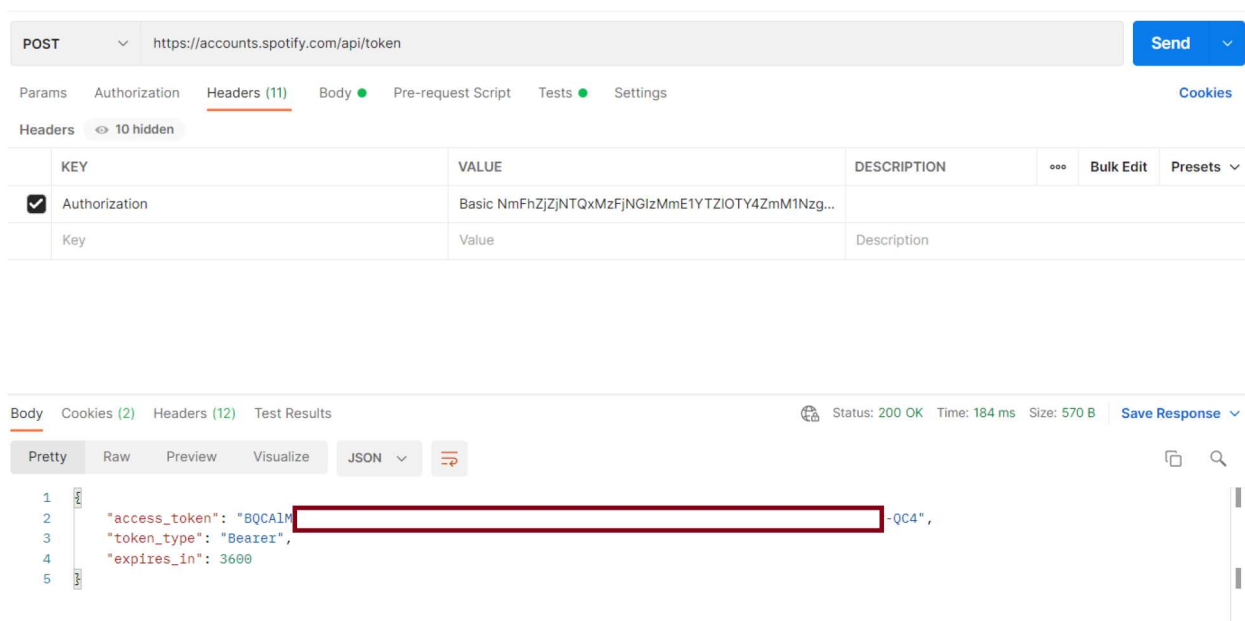 POST https://accounts.spotify.com/api/token Send
Params Authorization Headers (11) Body Pre-request Script Tests Settings Cookies
Headers 10 hidden
KEY VALUE DESCRIPTION ooo Bulk Edit Presets
Authorization Basic NmFhZjZjNTQxMzFjNGIzMmE1YTZlOTY4ZmM1Nzg...
Key Value Description
Body Cookies (2) Headers (12) Test Results Status: 200 OK Time: 184 ms Size: 570 B Save Response
Pretty Raw Preview Visualize JSON
1 {
2 "access_token": "BQCAlM -QC4",
3 "token_type": "Bearer",
4 "expires_in": 3600
5 }